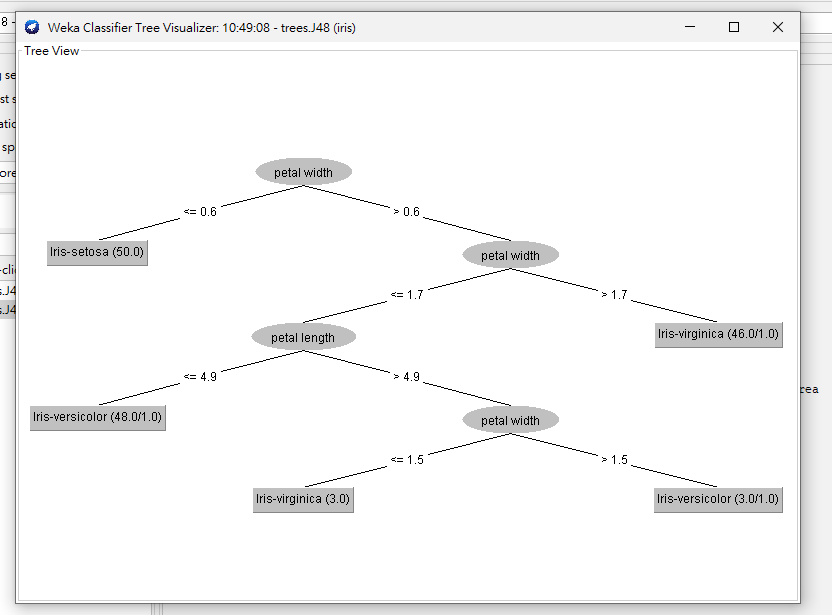 Weka Classifier Tree Visualizer: 10:49:08 - trees.J48 (iris)
Tree View
petal width
<= 0.6
> 0.6
Iris-setosa (50.0)
petal width
<= 1.7
> 1.7
petal length
Iris-virginica (46.0/1.0)
<= 4.9
> 4.9
Iris-versicolor (48.0/1.0)
petal width
<= 1.5
> 1.5
Iris-virginica (3.0)
Iris-versicolor (3.0/1.0)